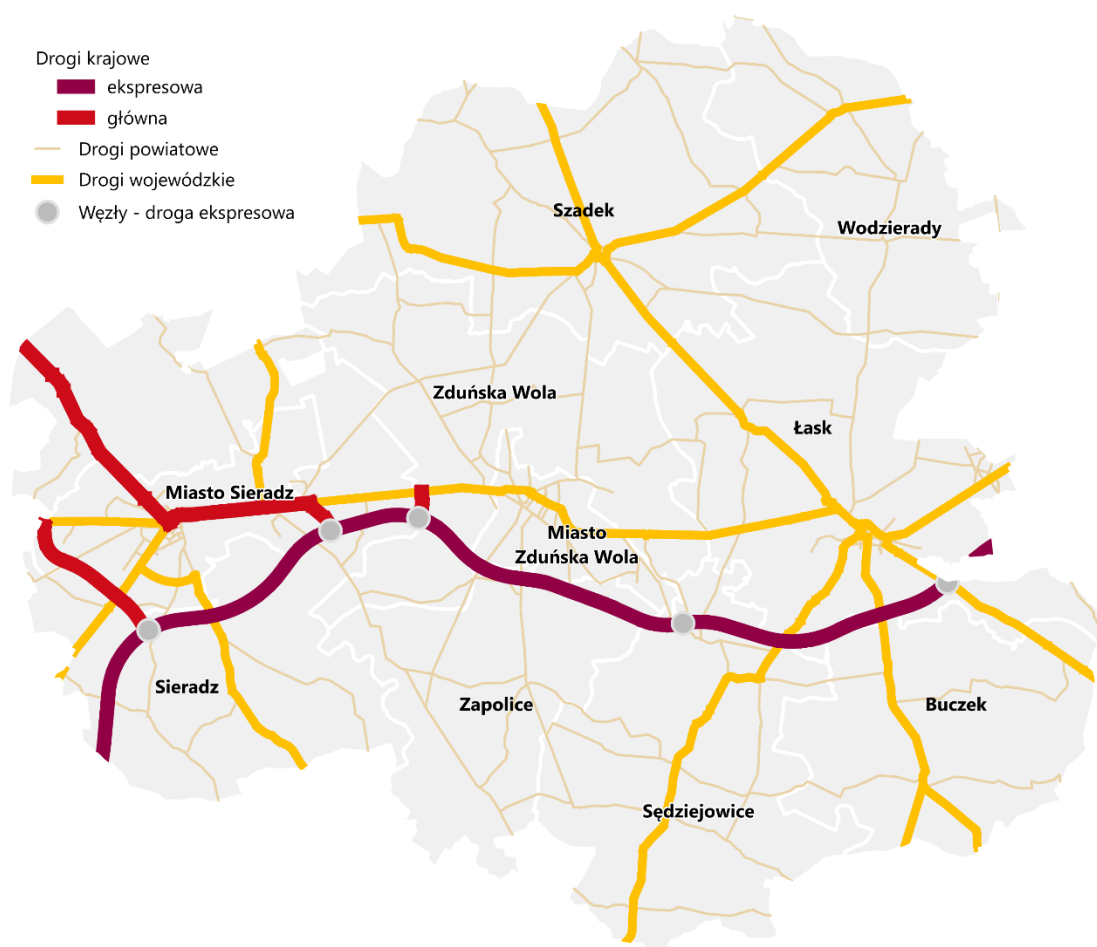 Drogi krajowe
ekspresowa
główna
Drogi powiatowe
Drogi wojewódzkie
Węzły - droga ekspresowa
Szadek
Wodzierady
Zduńska Wola
Łask
Miasto Sieradz
Miasto
Zduńska Wola
Sieradz
Zapolice
Buczek
Sędziejowice